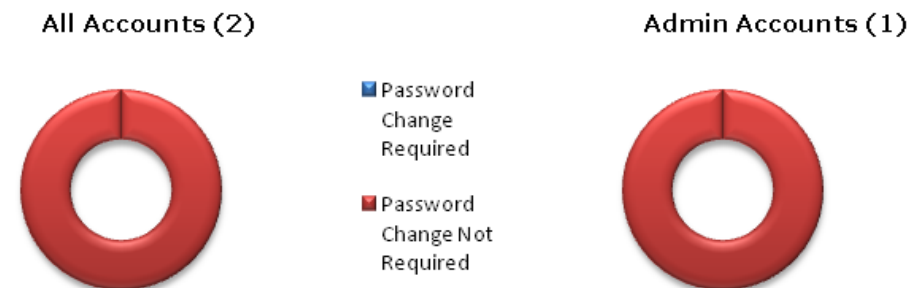 All Accounts (2)
Admin Accounts (1)
Password
Change
Required
Password
Change Not
Required